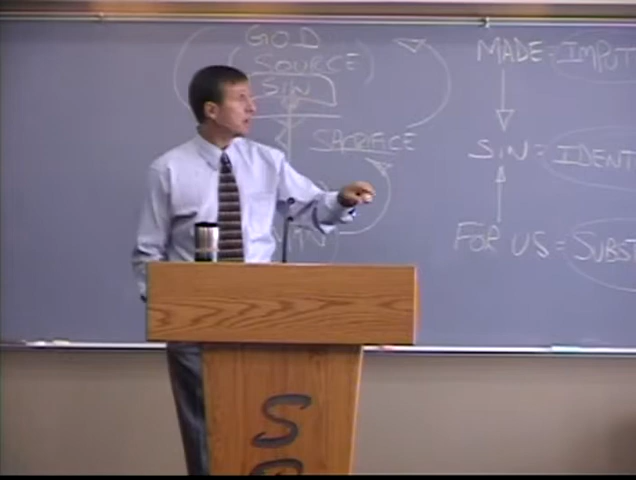 GOD
SOURCE
SIN
SACRIFICE
MADE = IMPUT
SIN = IDENT
FOR US = SUBST
S